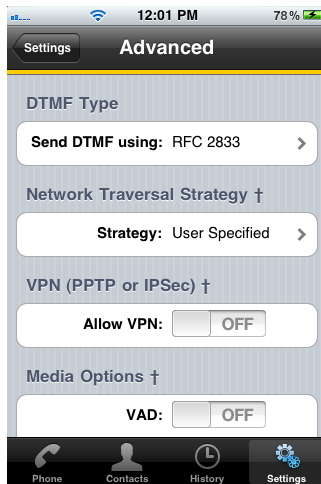 12:01 PM 78%
Settings Advanced
DTMF Type
Send DTMF using: RFC 2833
Network Traversal Strategy †
Strategy: User Specified
VPN (PPTP or IPSec) †
Allow VPN: OFF
Media Options †
VAD: OFF
Phone Contacts History Settings